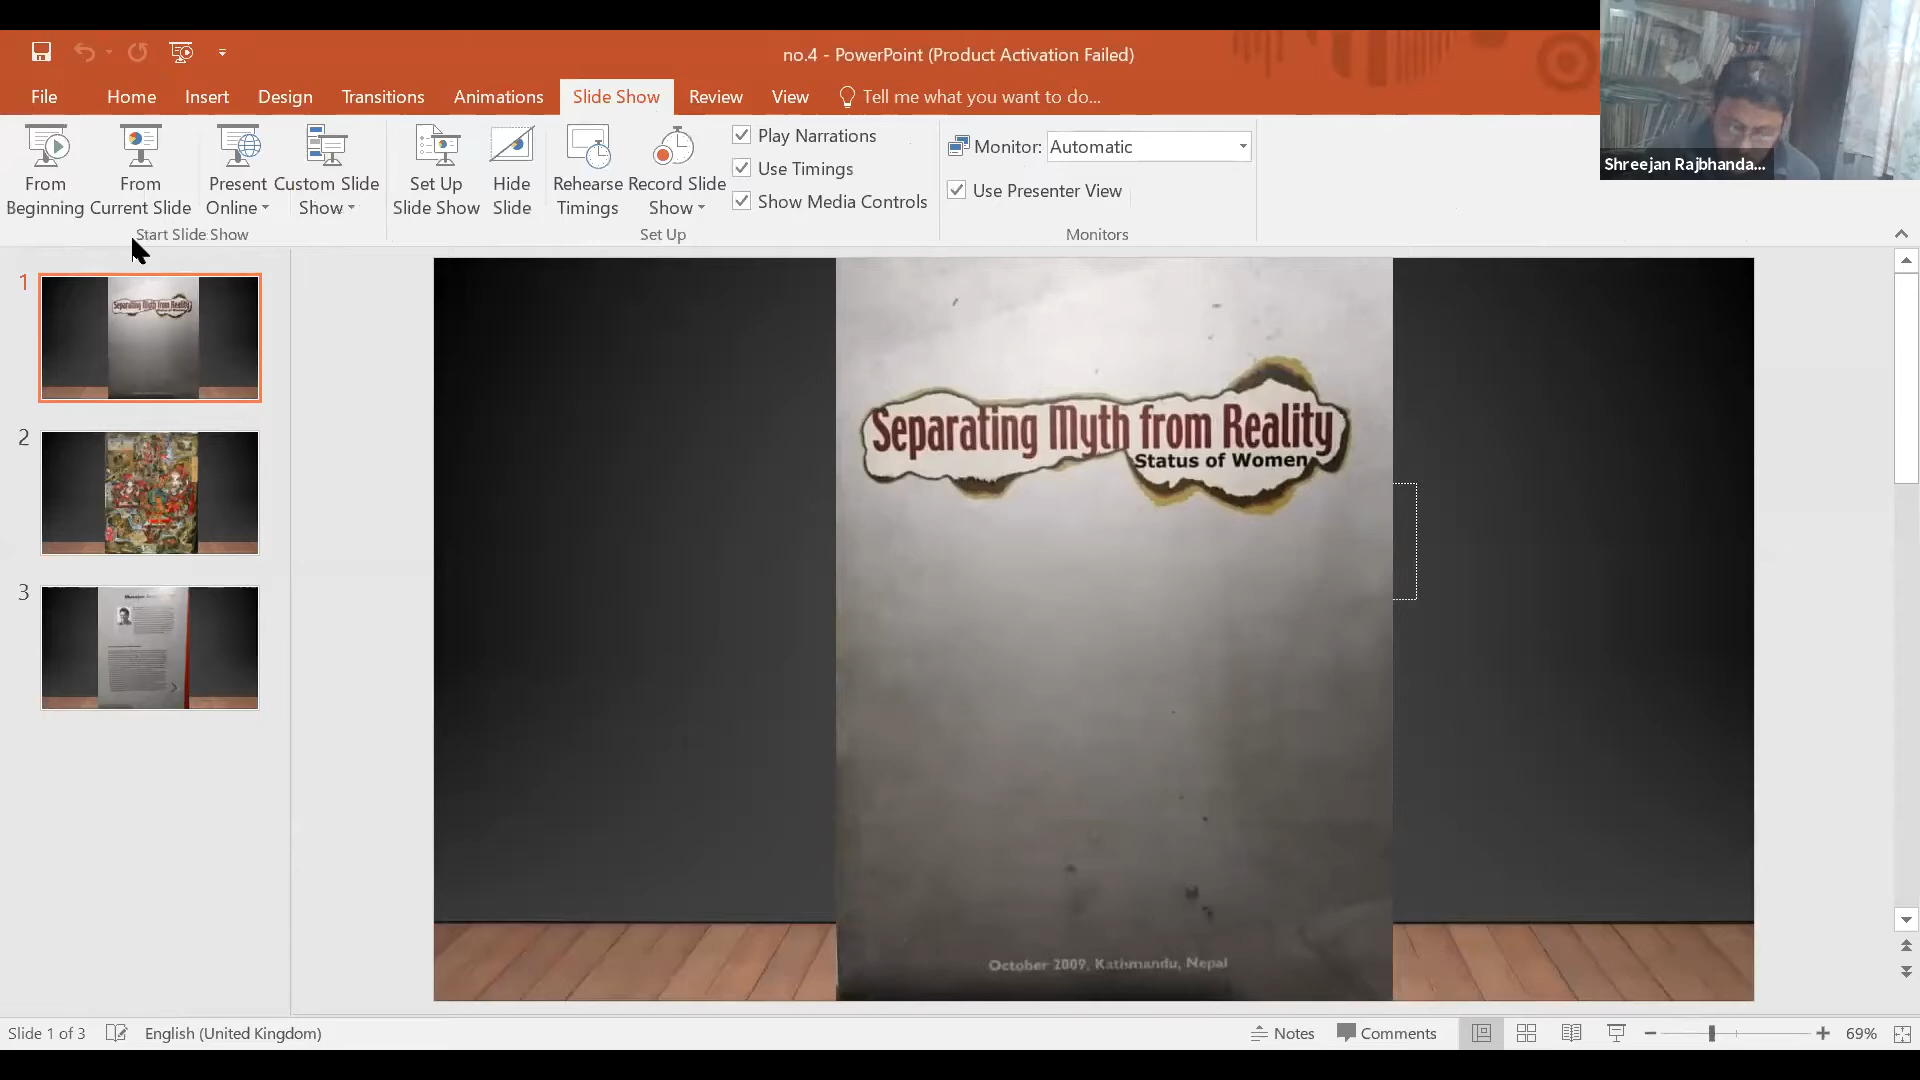 no.4 - PowerPoint (Product Activation Failed)
File Home Insert Design Transitions Animations Slide Show Review View Tell me what you want to do...
Shreejan Rajbhanda...
From Beginning
From Current Slide
Present Online
Custom Slide Show
Set Up Slide Show
Hide Slide
Rehearse Timings
Record Slide Show
Play Narrations
Use Timings
Show Media Controls
Monitor: Automatic
Use Presenter View
Start Slide Show
Set Up
Monitors
1
Separating Myth from Reality
2
3
Separating Myth from Reality
Status of Women
October 2009, Kathmandu, Nepal
Slide 1 of 3 English (United Kingdom) Notes Comments 69%